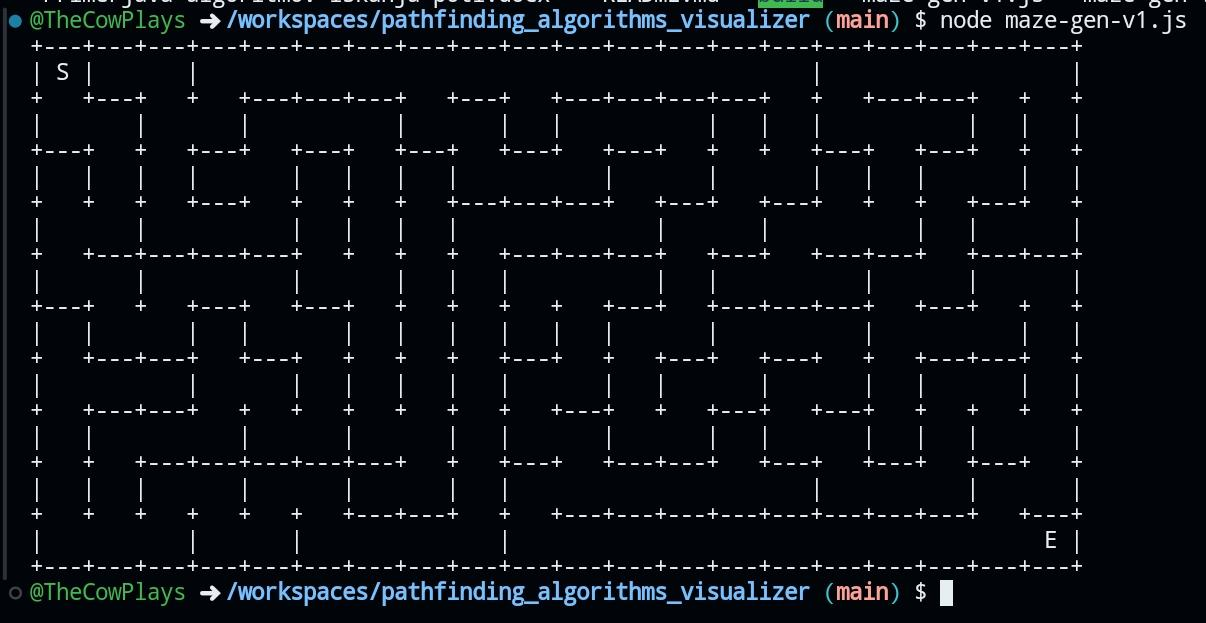 @TheCowPlays ➜ /workspaces/pathfinding_algorithms_visualizer (main) $ node maze-gen-v1.js
+---+---+---+---+---+---+---+---+---+---+---+---+---+---+---+---+---+---+---+---+
| S |       |                                               |                   |
+   +---+   +   +---+---+---+   +---+   +---+---+---+---+   +   +---+---+   +   +
|       |       |           |       |   |           |   |   |           |   |   |
+---+   +   +---+   +---+   +---+   +---+   +---+   +   +   +---+   +---+   +   +
|   |   |   |       |   |   |   |           |       |       |   |   |       |   |
+   +   +   +---+   +   +   +   +---+---+---+   +---+   +---+   +   +   +---+   +
|       |           |   |   |   |               |       |           |   |       |
+   +---+---+---+---+   +   +   +   +---+---+---+   +---+   +---+---+   +---+---+
|       |           |       |   |   |           |   |           |       |       |
+---+   +   +---+   +---+   +   +   +   +   +---+   +---+---+---+   +---+   +   +
|   |       |   |       |   |   |   |   |   |       |           |           |   |
+   +---+---+   +---+   +   +   +   +---+   +   +---+   +---+   +   +---+---+   +
|           |       |   |   |   |   |       |   |       |       |   |       |   |
+   +---+---+   +   +   +   +   +   +   +---+   +   +---+   +---+   +   +   +   +
|   |           |       |       |   |       |       |   |       |   |   |       |
+   +   +---+---+---+---+---+   +   +---+   +---+---+   +---+   +---+   +---+   +
|   |   |       |       |       |   |                       |           |       |
+   +   +   +   +   +   +---+---+   +   +---+---+---+---+---+---+---+---+   +---+
|           |       |               |                                         E |
+---+---+---+---+---+---+---+---+---+---+---+---+---+---+---+---+---+---+---+---+
@TheCowPlays ➜ /workspaces/pathfinding_algorithms_visualizer (main) $